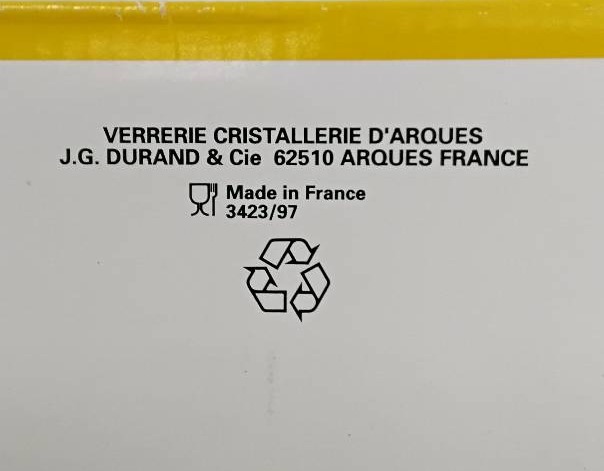 VERRERIE CRISTALLERIE D'ARQUES
J.G. DURAND & Cie 62510 ARQUES FRANCE
Made in France
3423/97